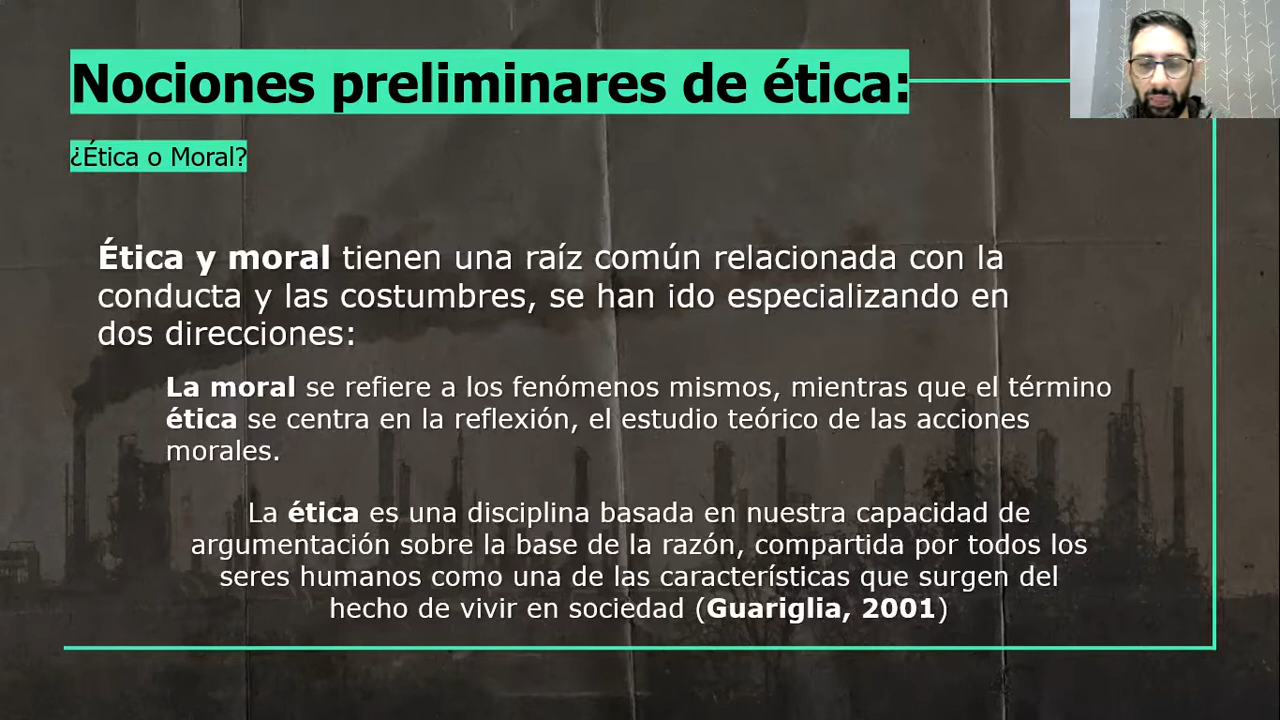 Nociones preliminares de ética:
¿Ética o Moral?
Ética y moral tienen una raíz común relacionada con la
conducta y las costumbres, se han ido especializando en
dos direcciones:
La moral se refiere a los fenómenos mismos, mientras que el término
ética se centra en la reflexión, el estudio teórico de las acciones
morales.
La ética es una disciplina basada en nuestra capacidad de
argumentación sobre la base de la razón, compartida por todos los
seres humanos como una de las características que surgen del
hecho de vivir en sociedad (Guariglia, 2001)